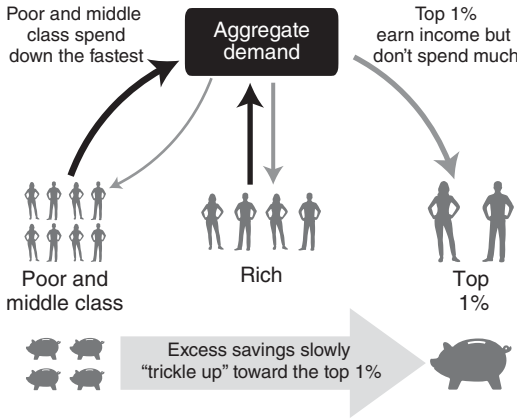 Poor and middle
class spend
down the fastest
Aggregate
demand
Top 1%
earn income but
don't spend much
Poor and
middle class
Rich
Top
1%
Excess savings slowly
“trickle up” toward the top 1%